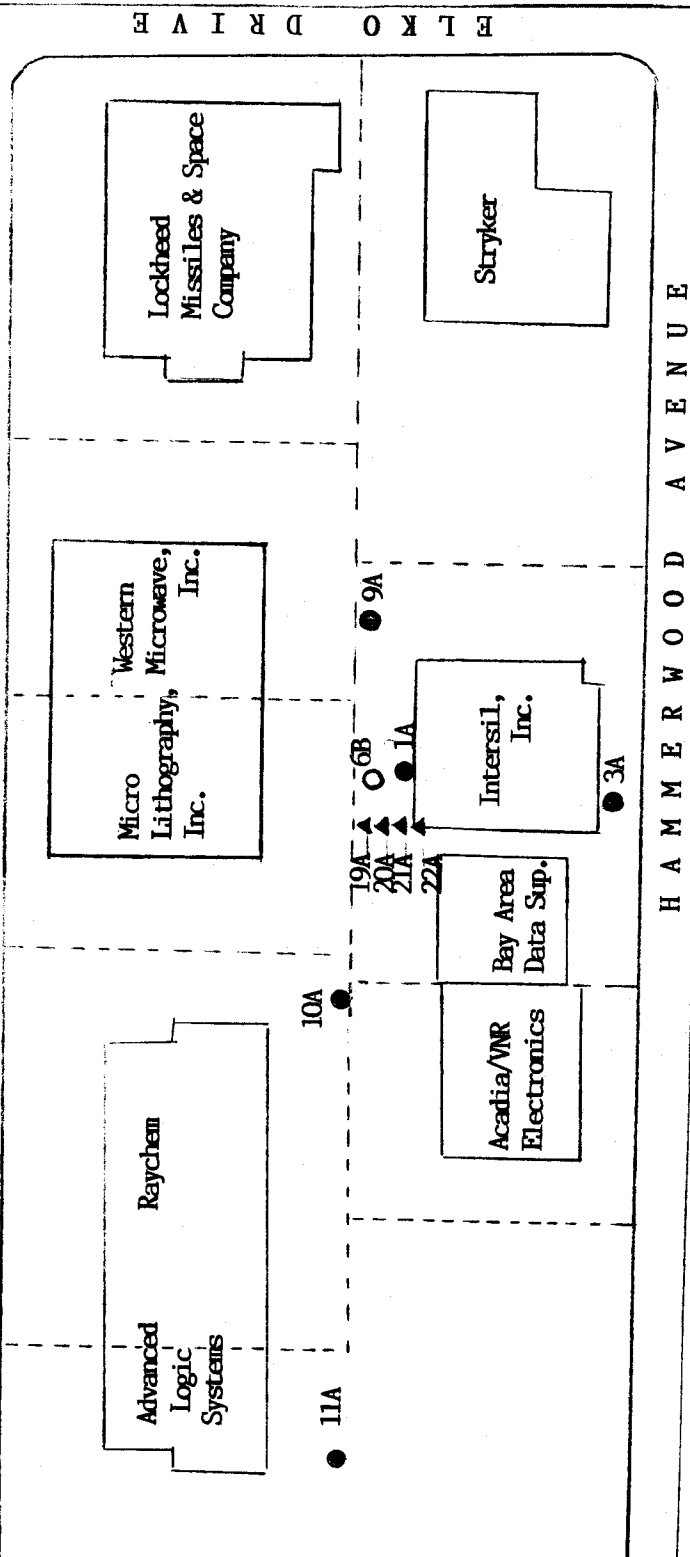 ELKO DRIVE
Lockheed
Missiles & Space
Company
Stryker
Western
Microwave,
Inc.
Micro
Lithography,
Inc.
9A
6B
1A
Intersil,
Inc.
3A
19A
20A
21A
22A
Bay Area
Data Sup.
10A
Acadia/VNR
Electronics
Raychem
Advanced
Logic
Systems
11A
HAMMERWOOD AVENUE